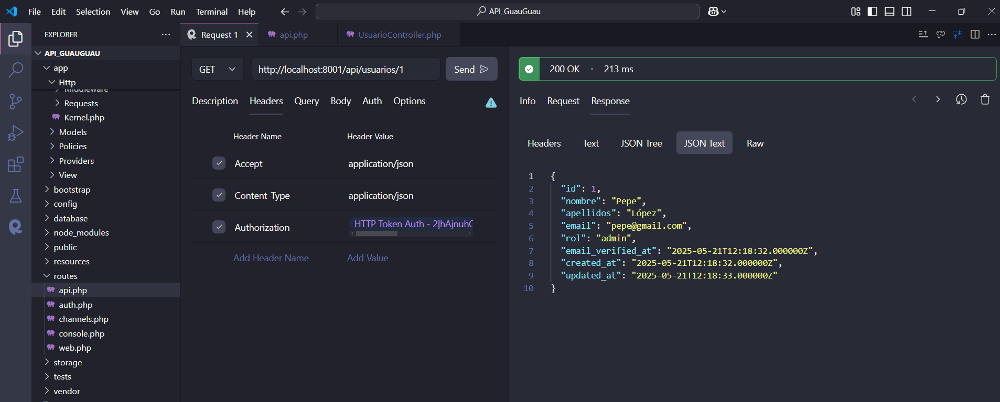 File Edit Selection View Go Run Terminal Help
API_GuauGuau
EXPLORER
API_GUAUGUAU
app
Http
Middleware
Requests
Kernel.php
Models
Policies
Providers
View
bootstrap
config
database
node_modules
public
resources
routes
api.php
auth.php
channels.php
console.php
web.php
storage
tests
vendor
Request 1 api.php UsuarioController.php
GET http://localhost:8001/api/usuarios/1 Send
Description Headers Query Body Auth Options
Header Name Header Value
Accept application/json
Content-Type application/json
Authorization HTTP Token Auth - 2|hAjnuh
Add Header Name Add Value
200 OK · 213 ms
Info Request Response
Headers Text JSON Tree JSON Text Raw
1 {
2 "id": 1,
3 "nombre": "Pepe",
4 "apellidos": "López",
5 "email": "pepe@gmail.com",
6 "rol": "admin",
7 "email_verified_at": "2025-05-21T12:18:32.000000Z",
8 "created_at": "2025-05-21T12:18:32.000000Z",
9 "updated_at": "2025-05-21T12:18:33.000000Z"
10 }